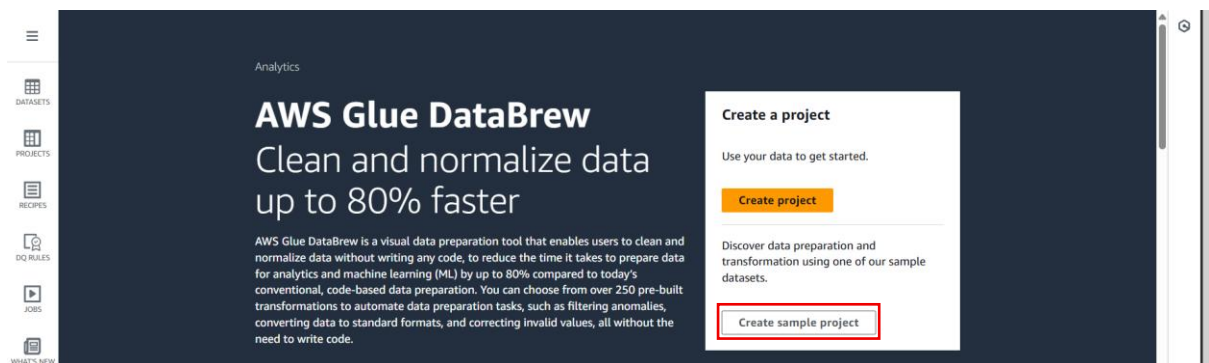 DATASETS
PROJECTS
RECIPES
DQ RULES
JOBS
WHAT'S NEW
Analytics
AWS Glue DataBrew
Clean and normalize data
up to 80% faster
AWS Glue DataBrew is a visual data preparation tool that enables users to clean and
normalize data without writing any code, to reduce the time it takes to prepare data
for analytics and machine learning (ML) by up to 80% compared to today's
conventional, code-based data preparation. You can choose from over 250 pre-built
transformations to automate data preparation tasks, such as filtering anomalies,
converting data to standard formats, and correcting invalid values, all without the
need to write code.
Create a project
Use your data to get started.
Create project
Discover data preparation and
transformation using one of our sample
datasets.
Create sample project